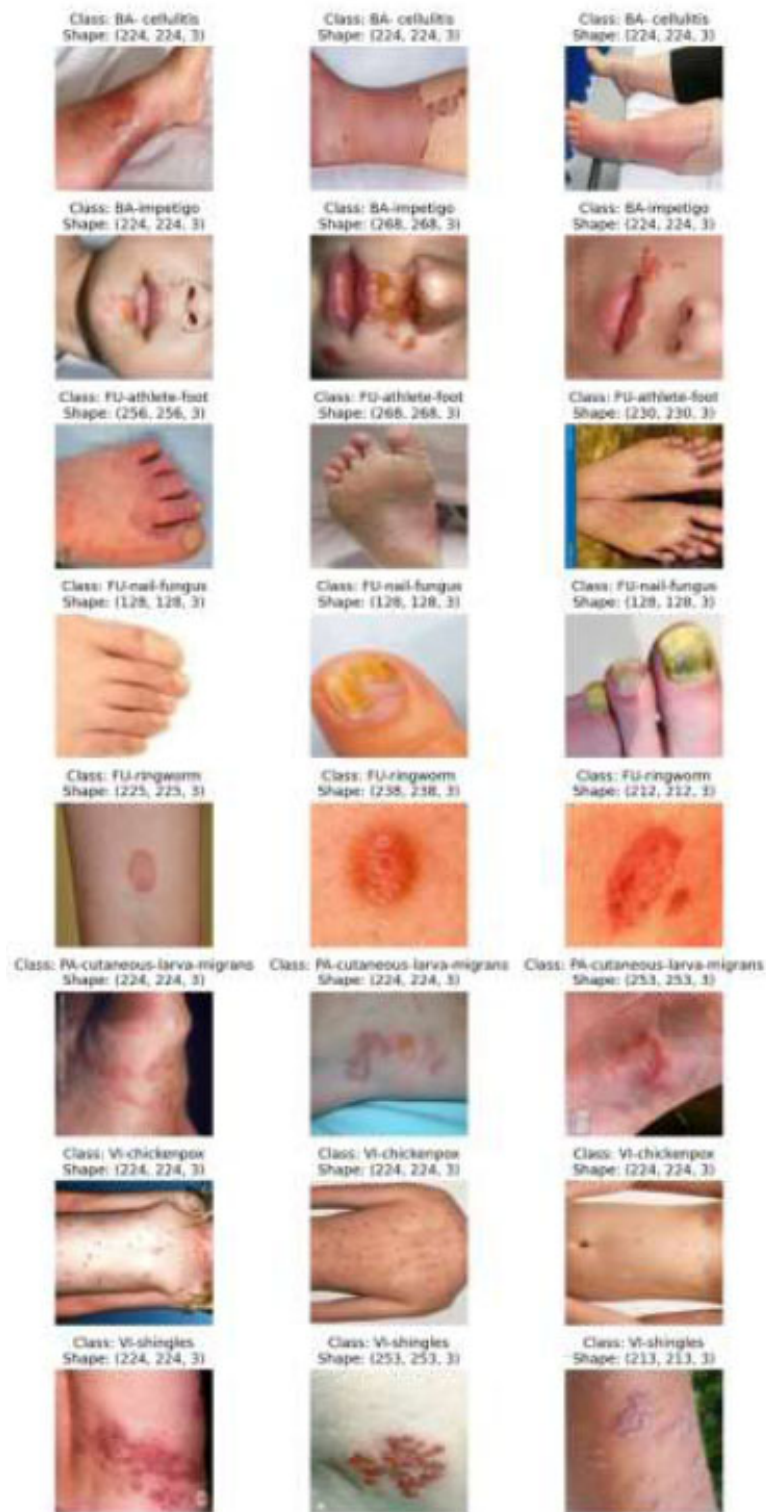 Class: BA- cellulitis
Shape: (224, 224, 3)
Class: BA- cellulitis
Shape: (224, 224, 3)
Class: BA- cellulitis
Shape: (224, 224, 3)
Class: BA-impetigo
Shape: (224, 224, 3)
Class: BA-impetigo
Shape: (268, 268, 3)
Class: BA-impetigo
Shape: (224, 224, 3)
Class: FU-athlete-foot
Shape: (256, 256, 3)
Class: FU-athlete-foot
Shape: (268, 268, 3)
Class: FU-athlete-foot
Shape: (230, 230, 3)
Class: FU-nail-fungus
Shape: (128, 128, 3)
Class: FU-nail-fungus
Shape: (128, 128, 3)
Class: FU-nail-fungus
Shape: (128, 128, 3)
Class: FU-ringworm
Shape: (225, 225, 3)
Class: FU-ringworm
Shape: (238, 238, 3)
Class: FU-ringworm
Shape: (212, 212, 3)
Class: PA-cutaneous-larva-migrans
Shape: (224, 224, 3)
Class: PA-cutaneous-larva-migrans
Shape: (224, 224, 3)
Class: PA-cutaneous-larva-migrans
Shape: (253, 253, 3)
Class: VI-chickenpox
Shape: (224, 224, 3)
Class: VI-chickenpox
Shape: (224, 224, 3)
Class: VI-chickenpox
Shape: (224, 224, 3)
Class: VI-shingles
Shape: (224, 224, 3)
Class: VI-shingles
Shape: (253, 253, 3)
Class: VI-shingles
Shape: (213, 213, 3)